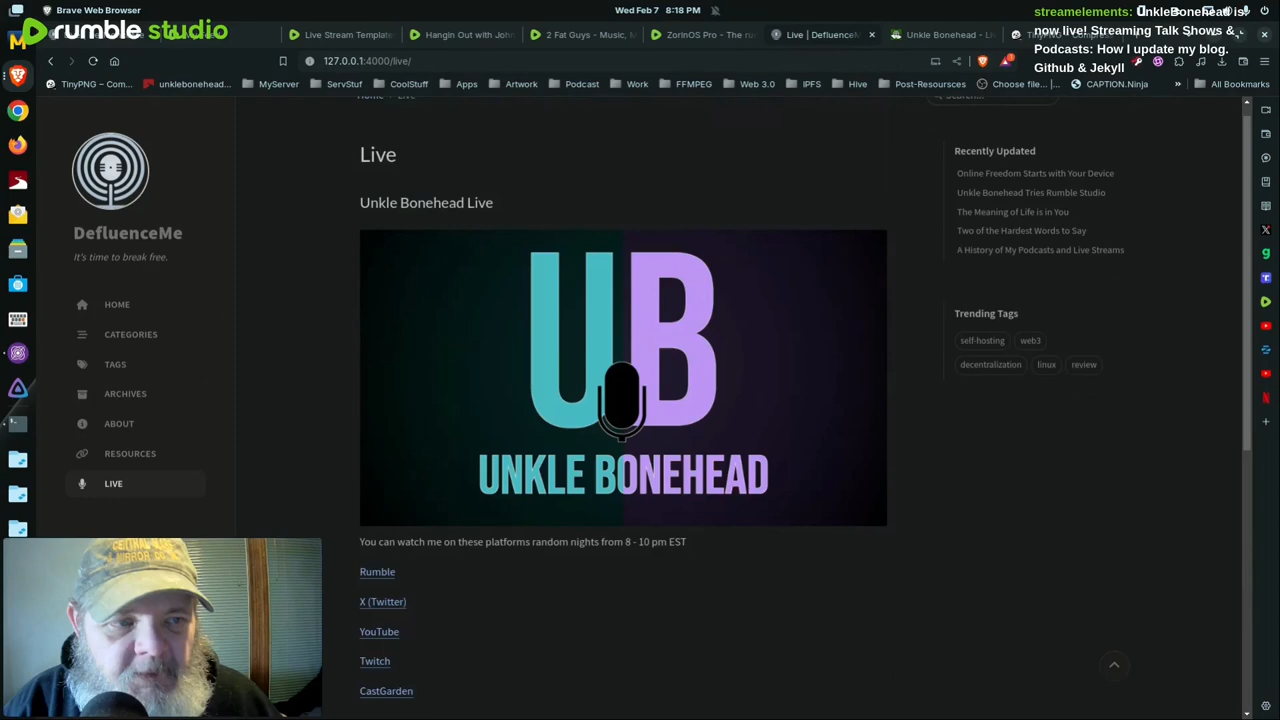 Brave Web Browser
Wed Feb 7 8:18 PM
rumble studio
streamelements: UnkleBonehead is
now live! Streaming Talk Shows &
Podcasts: How I update my blog.
Github & Jekyll
Live Stream Template
Hangin Out with John
2 Fat Guys - Music, M
ZorinOS Pro - The ru
Live | DefluenceM
Unkle Bonehead - Liv
127.0.0.1:4000/live/
TinyPNG – Com...
unklebonehead...
MyServer
ServStuf
CoolStuff
Apps
Artwork
Podcast
Work
FFMPEG
Web 3.0
IPFS
Hive
Post-Resources
Choose file... |...
CAPTION.Ninja
All Bookmarks
DefluenceMe
It's time to break free.
HOME
CATEGORIES
TAGS
ARCHIVES
ABOUT
RESOURCES
LIVE
Live
Unkle Bonehead Live
UB
UNKLE BONEHEAD
You can watch me on these platforms random nights from 8 - 10 pm EST
Rumble
X (Twitter)
YouTube
Twitch
CastGarden
Recently Updated
Online Freedom Starts with Your Device
Unkle Bonehead Tries Rumble Studio
The Meaning of Life is in You
Two of the Hardest Words to Say
A History of My Podcasts and Live Streams
Trending Tags
self-hosting
web3
decentralization
linux
review